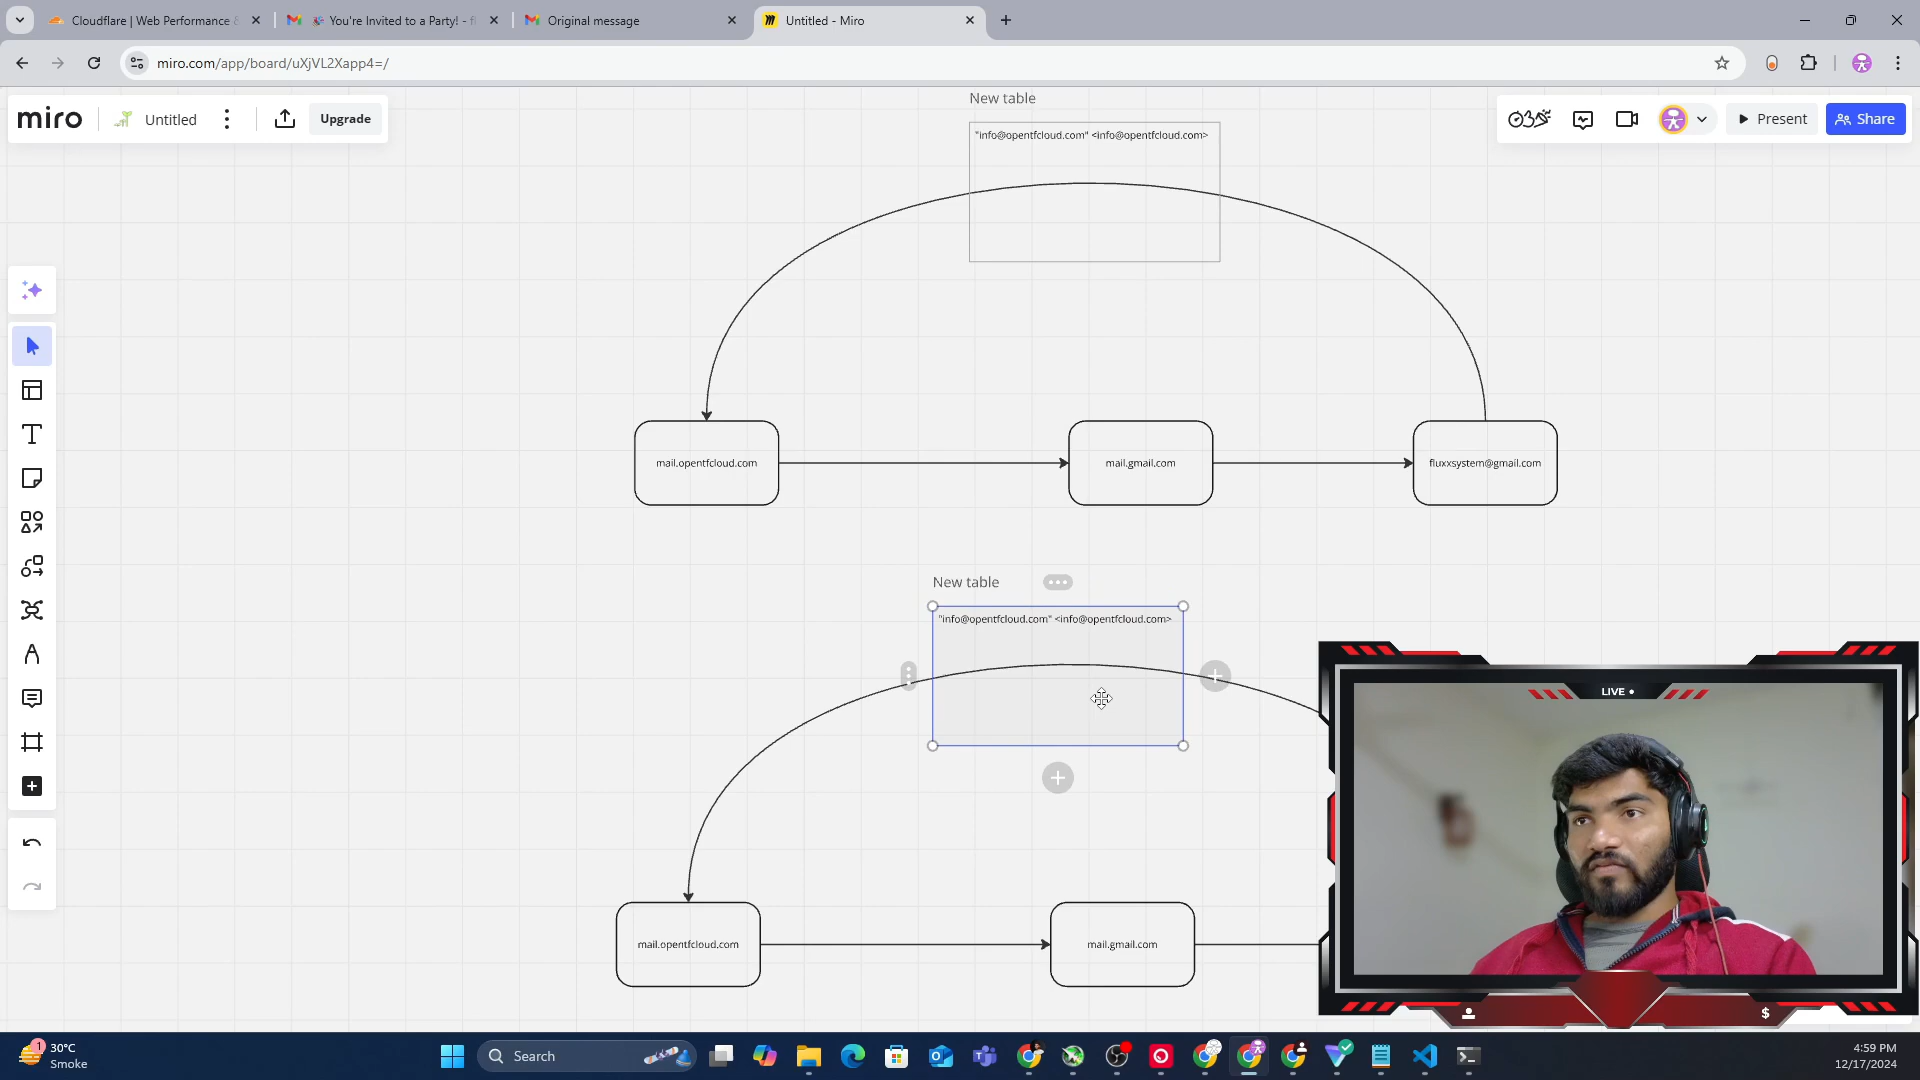 Cloudflare | Web Performance &
You're Invited to a Party! - fl
Original message
Untitled - Miro
miro.com/app/board/uXjVL2Xapp4=/
miro
Untitled
Upgrade
Present
Share
New table
"info@opentfcloud.com" <info@opentfcloud.com>
mail.opentfcloud.com
mail.gmail.com
fluxxsystem@gmail.com
New table
"info@opentfcloud.com" <info@opentfcloud.com>
LIVE
mail.opentfcloud.com
mail.gmail.com
$
1
30°C
Smoke
Search
4:59 PM
12/17/2024